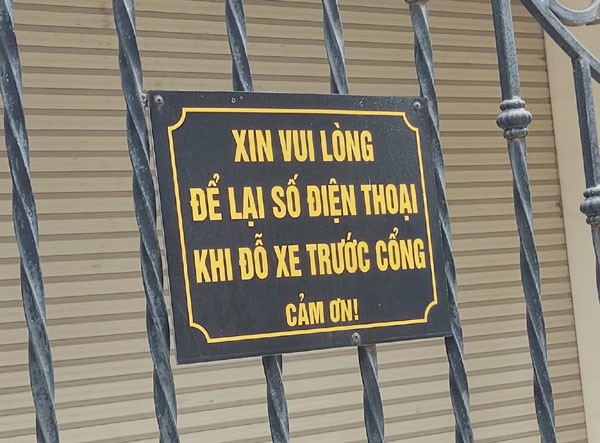 XIN VUI LÒNG
ĐỂ LẠI SỐ ĐIỆN THOẠI
KHI ĐỖ XE TRƯỚC CỔNG
CẢM ƠN!